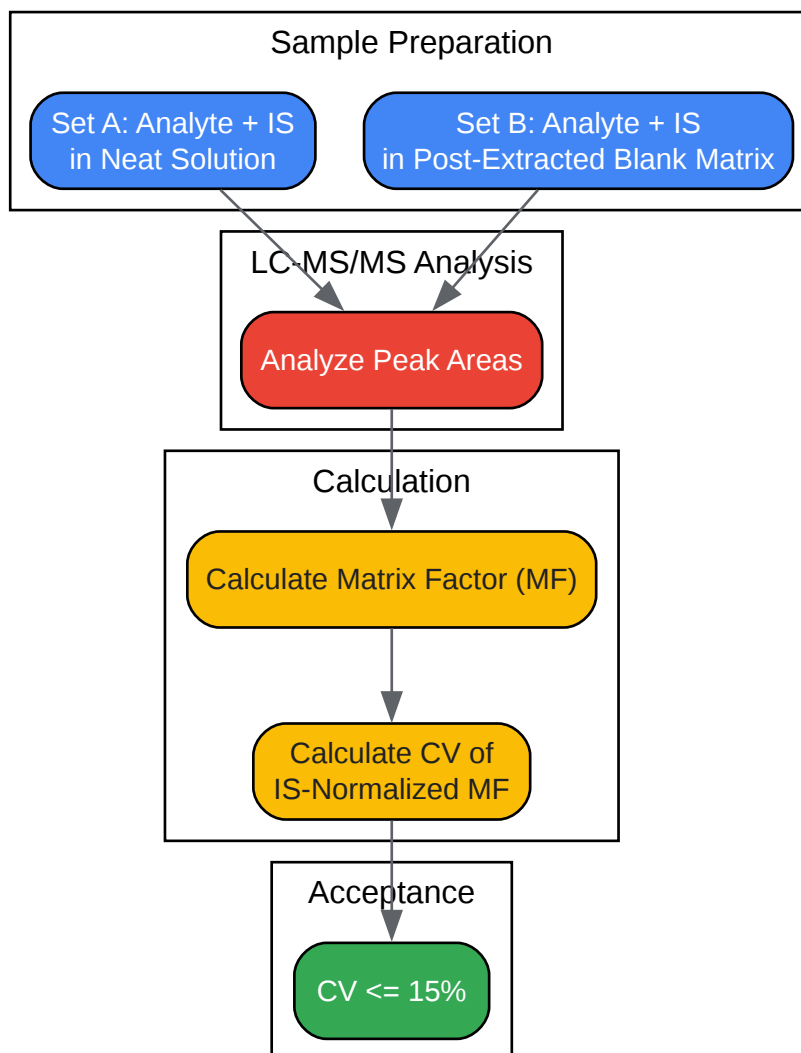 Sample Preparation
Set A: Analyte + IS
in Neat Solution
Set B: Analyte + IS
in Post-Extracted Blank Matrix
LC-MS/MS Analysis
Analyze Peak Areas
Calculation
Calculate Matrix Factor (MF)
Calculate CV of
IS-Normalized MF
Acceptance
CV <= 15%